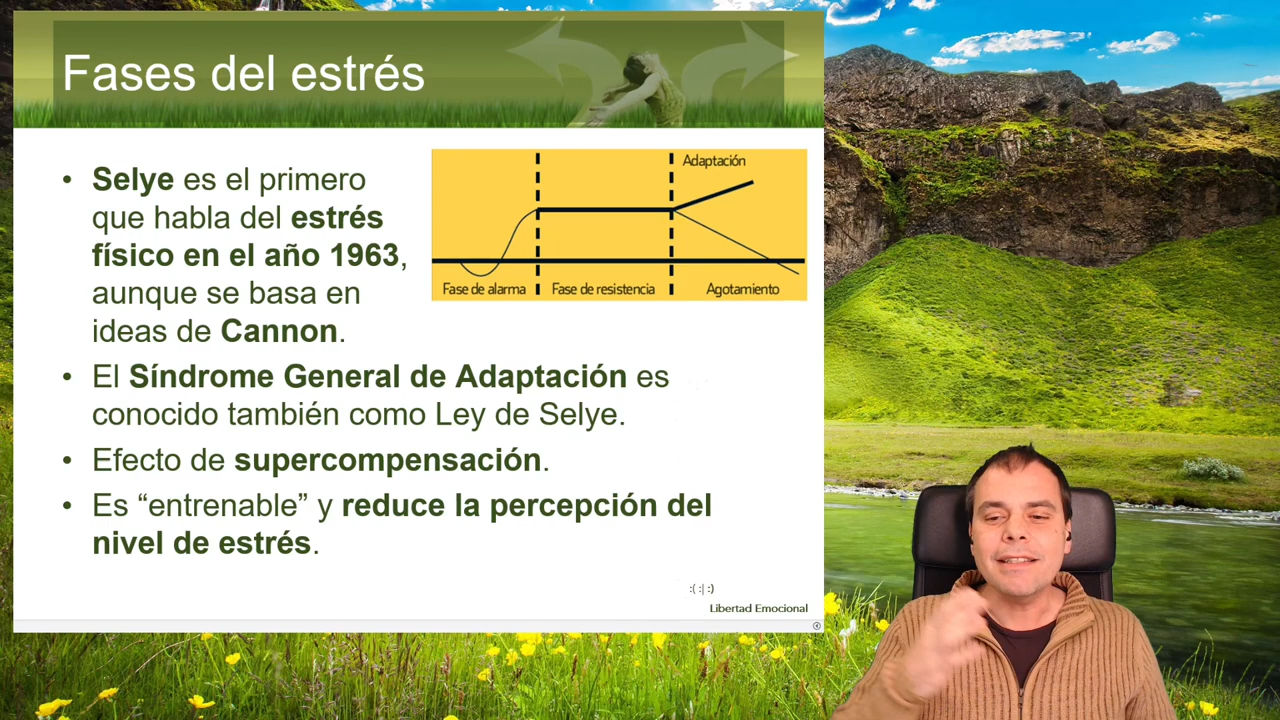 Fases del estrés
• Selye es el primero
que habla del estrés
físico en el año 1963,
aunque se basa en
ideas de Cannon.
Adaptación
Fase de alarma
Fase de resistencia
Agotamiento
• El Síndrome General de Adaptación es
conocido también como Ley de Selye.
• Efecto de supercompensación.
• Es “entrenable” y reduce la percepción del
nivel de estrés.
:( :| :)
Libertad Emocional